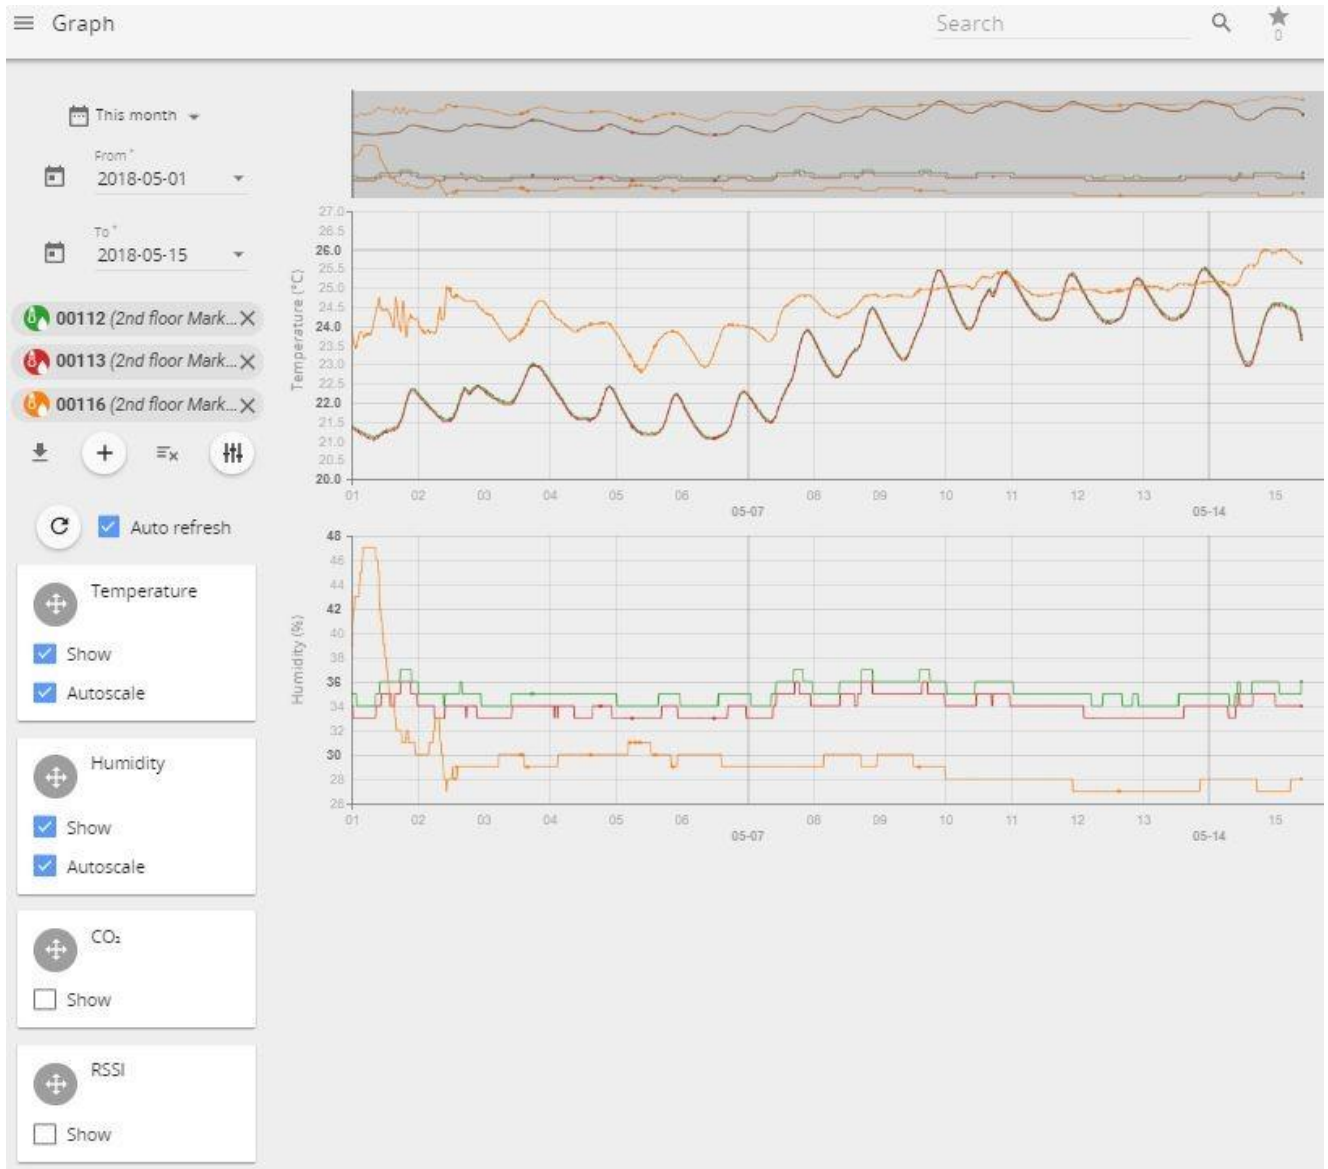 Graph
Search
0
This month
From *
2018-05-01
To *
2018-05-15
00112 (2nd floor Mark...
00113 (2nd floor Mark...
00116 (2nd floor Mark...
Auto refresh
Temperature
Show
Autoscale
Humidity
Show
Autoscale
CO₂
Show
RSSI
Show
Temperature (°C)
27.0
26.5
26.0
25.5
25.0
24.5
24.0
23.5
23.0
22.5
22.0
21.5
21.0
20.5
20.0
01 02 03 04 05 06 08 09 10 11 12 13 15
05-07 05-14
Humidity (%)
48
46
44
42
40
38
36
34
32
30
28
26
01 02 03 04 05 06 08 09 10 11 12 13 15
05-07 05-14